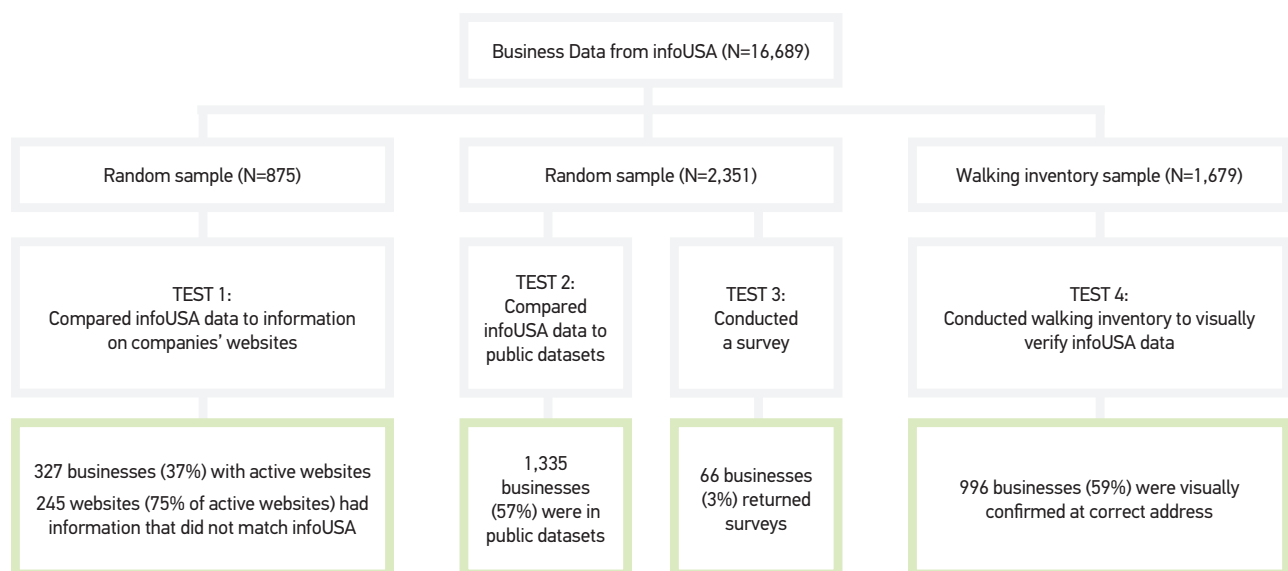 Business Data from infoUSA (N=16,689)
Random sample (N=875)
Random sample (N=2,351)
Walking inventory sample (N=1,679)
TEST 1:
Compared infoUSA data to information
on companies’ websites
TEST 2:
Compared
infoUSA data to
public datasets
TEST 3:
Conducted
a survey
TEST 4:
Conducted walking inventory to visually
verify infoUSA data
327 businesses (37%) with active websites
245 websites (75% of active websites) had
information that did not match infoUSA
1,335
businesses
(57%) were in
public datasets
66 businesses
(3%) returned
surveys
996 businesses (59%) were visually
confirmed at correct address